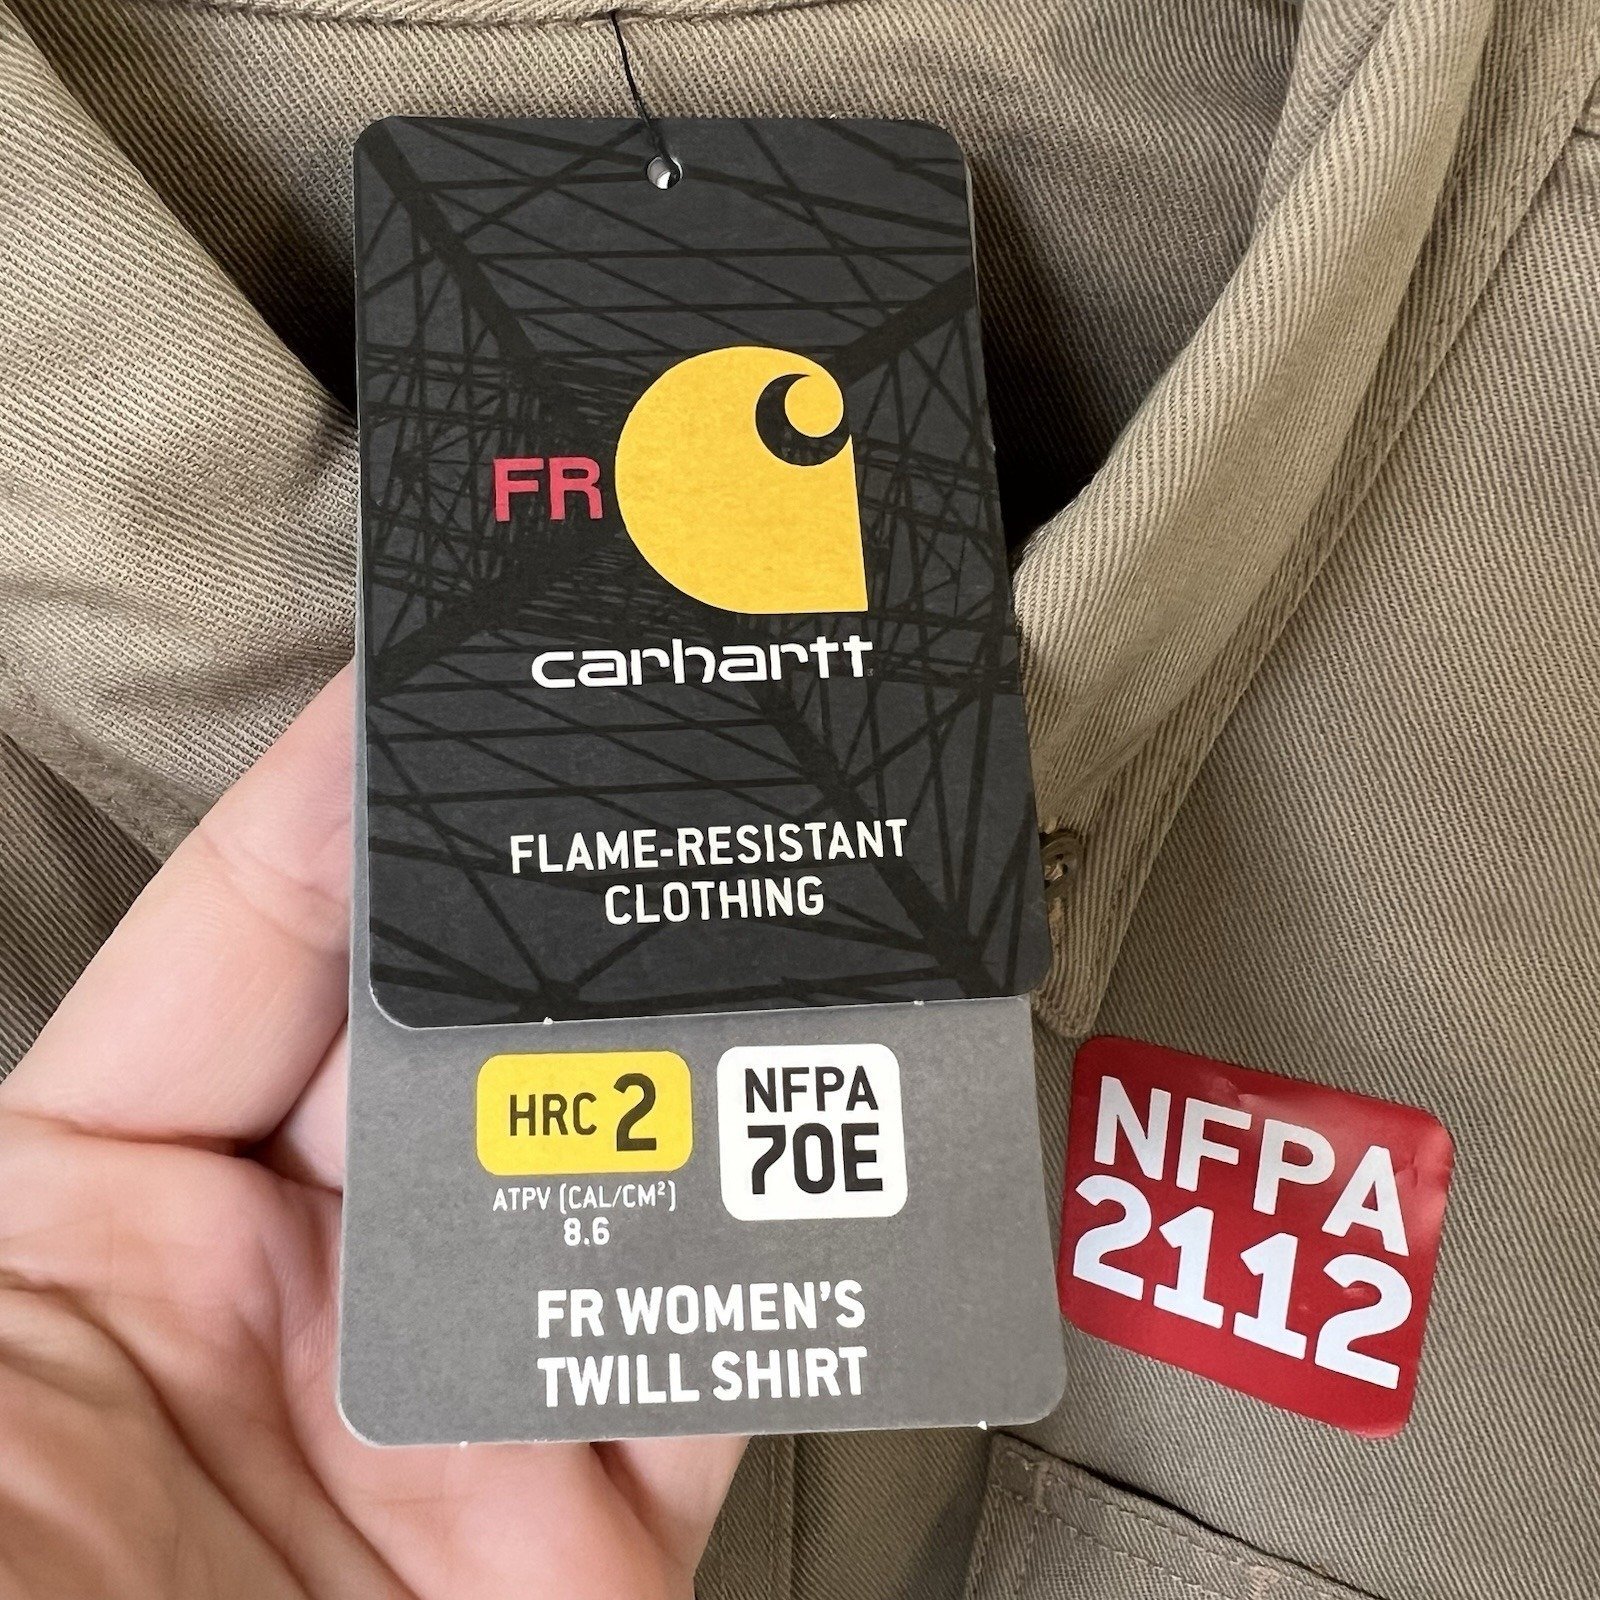 FR
carhartt
FLAME-RESISTANT
CLOTHING
HRC 2
ATPV (CAL/CM²)
8.6
NFPA
70E
FR WOMEN'S
TWILL SHIRT
NFPA
2112